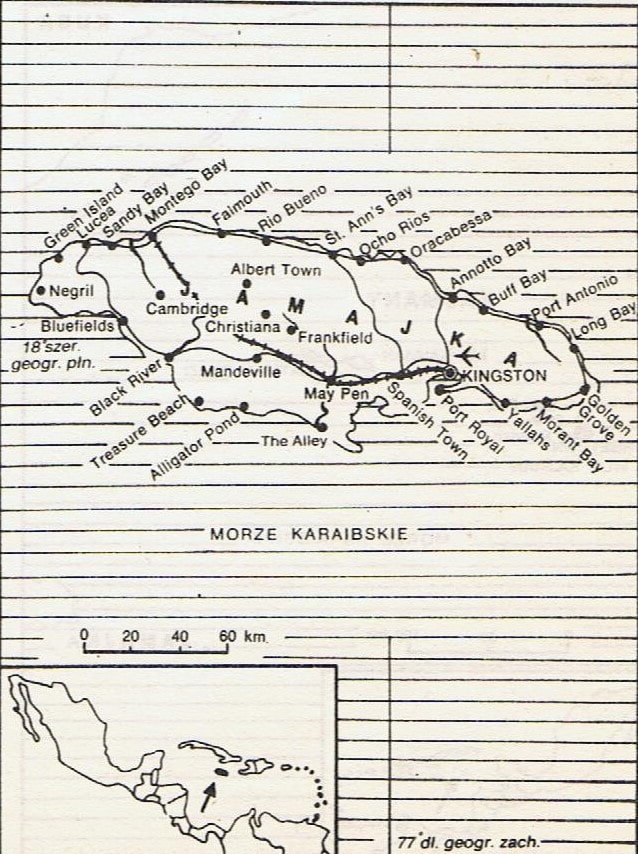 Green Island
Lucea
Sandy Bay
Montego Bay
Falmouth
Rio Bueno
St. Ann's Bay
Ocho Rios
Oracabessa
Annotto Bay
Buff Bay
Port Antonio
Long Bay
Negril
Albert Town
J A M A J K A
Cambridge
Christiana
Frankfield
Bluefields
18°szer.
geogr. płn.
Mandeville
KINGSTON
Black River
May Pen
Spanish Town
Port Royal
Yallahs
Morant Bay
Golden
Grove
Treasure Beach
Alligator Pond
The Alley
MORZE KARAIBSKIE
0 20 40 60 km
77°dł. geogr. zach.